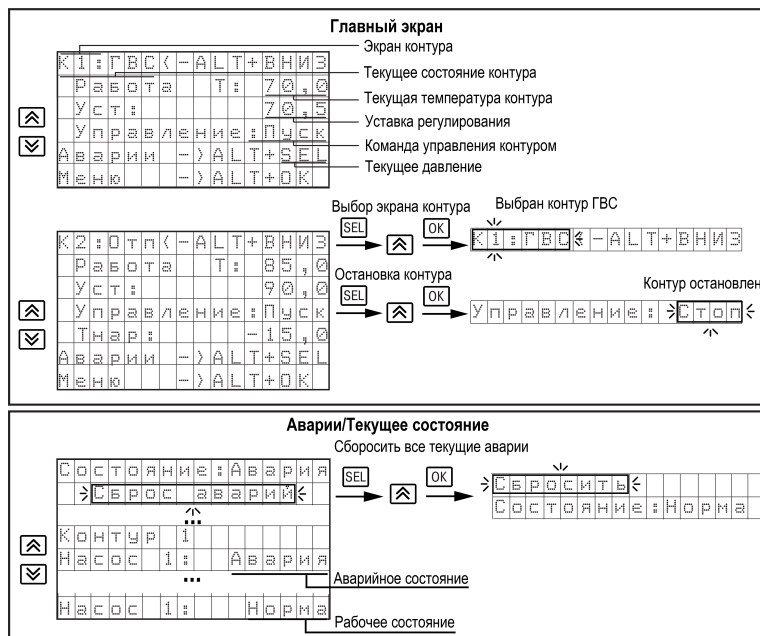 Главный экран
К1:ГВС<-ALT+ВНИЗ
Работа Т: 70,0
Уст: 70,5
Управление:Пуск
Аварии ->ALT+SEL
Меню ->ALT+OK
Экран контура
Текущее состояние контура
Текущая температура контура
Уставка регулирования
Команда управления контуром
Текущее давление
К2:Отп<-ALT+ВНИЗ
Работа Т: 85,0
Уст: 90,0
Управление:Пуск
Тнар: -15,0
Аварии ->ALT+SEL
Меню ->ALT+OK
Выбор экрана контура
SEL
OK
Выбран контур ГВС
К1:ГВС<-ALT+ВНИЗ
Остановка контура
SEL
OK
Контур остановлен
Управление: Стоп
Аварии/Текущее состояние
Сбросить все текущие аварии
Состояние:Авария
Сброс аварий
...
Контур 1
Насос 1: Авария
...
Насос 1: Норма
SEL
OK
Сбросить
Состояние:Норма
Аварийное состояние
Рабочее состояние